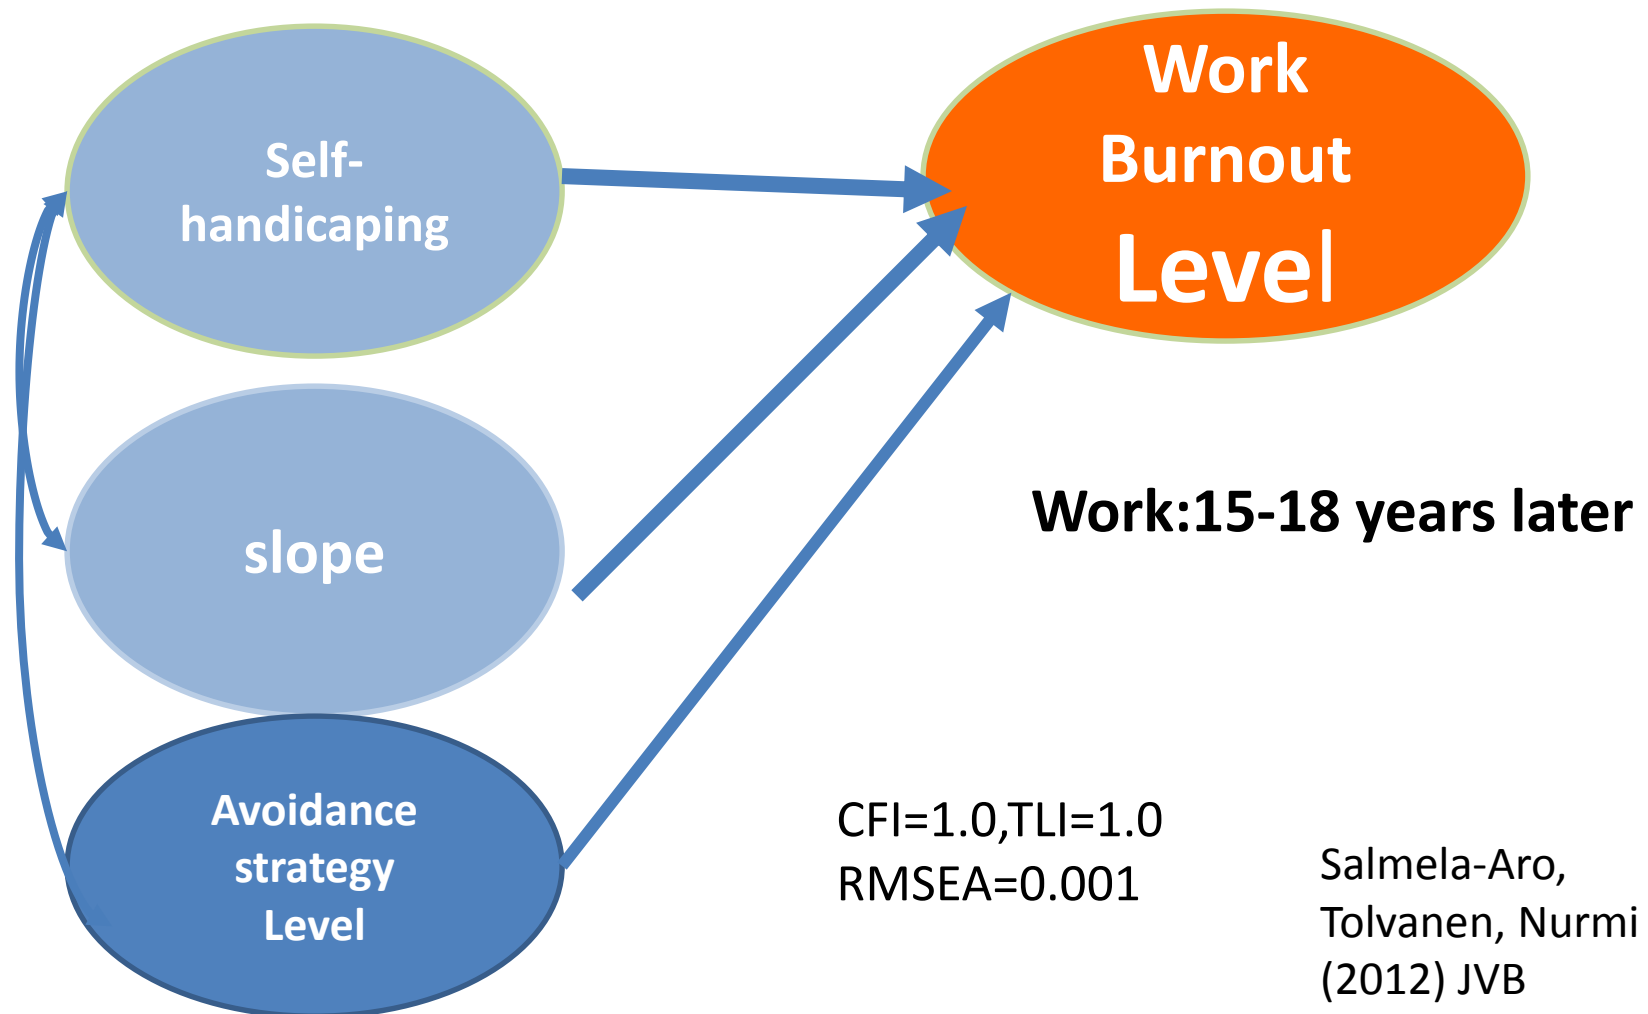 Self-
handicaping
Work
Burnout
Level
slope
Work:15-18 years later
Avoidance
strategy
Level
CFI=1.0,TLI=1.0
RMSEA=0.001
Salmela-Aro,
Tolvanen, Nurmi
(2012) JVB